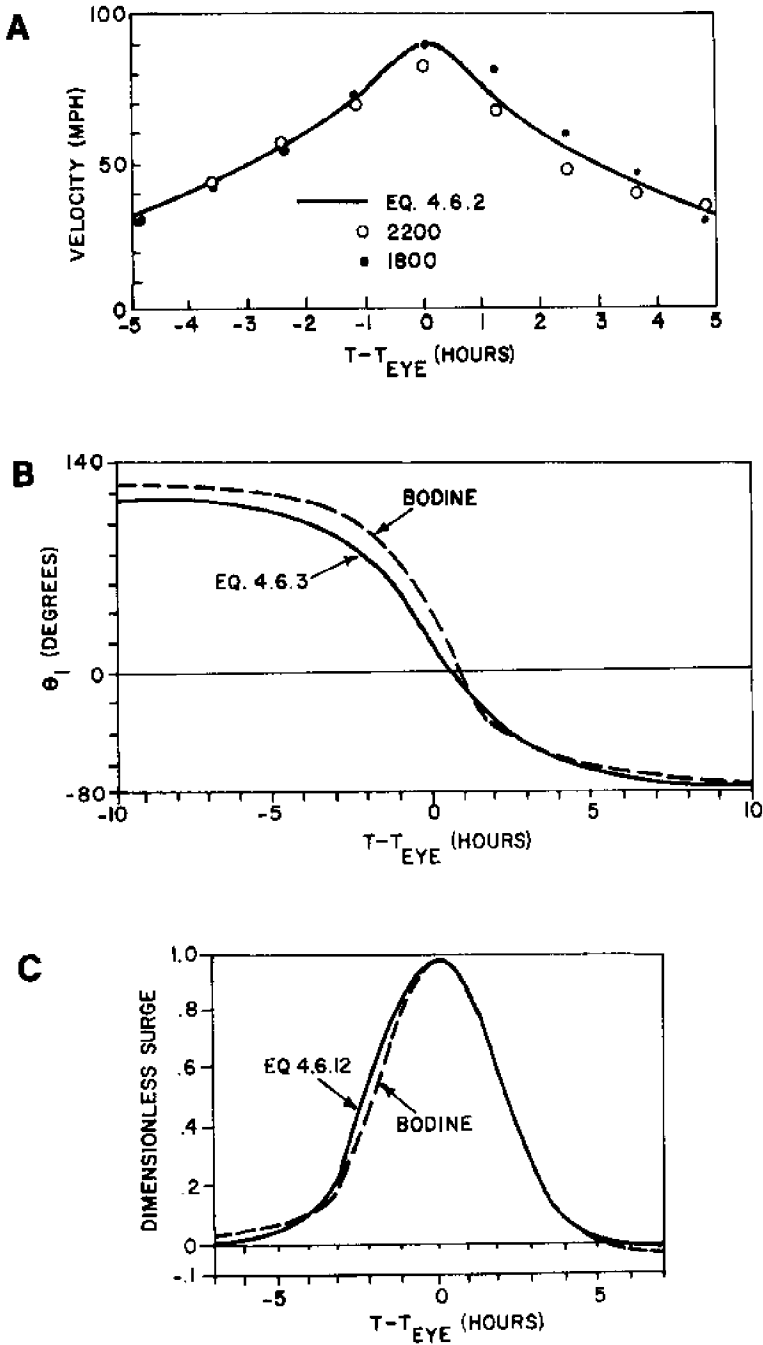 A
100
50
0
VELOCITY (MPH)
EQ. 4.6.2
2200
1800
-5 -4 -3 -2 -1 0 1 2 3 4 5
T-TEYE (HOURS)
B
140
0
-80
θ1 (DEGREES)
BODINE
EQ. 4.6.3
-10 -5 0 5 10
T-TEYE (HOURS)
C
1.0
.8
.6
.4
.2
0
-.1
DIMENSIONLESS SURGE
EQ 4.6.12
BODINE
-5 0 5
T-TEYE (HOURS)